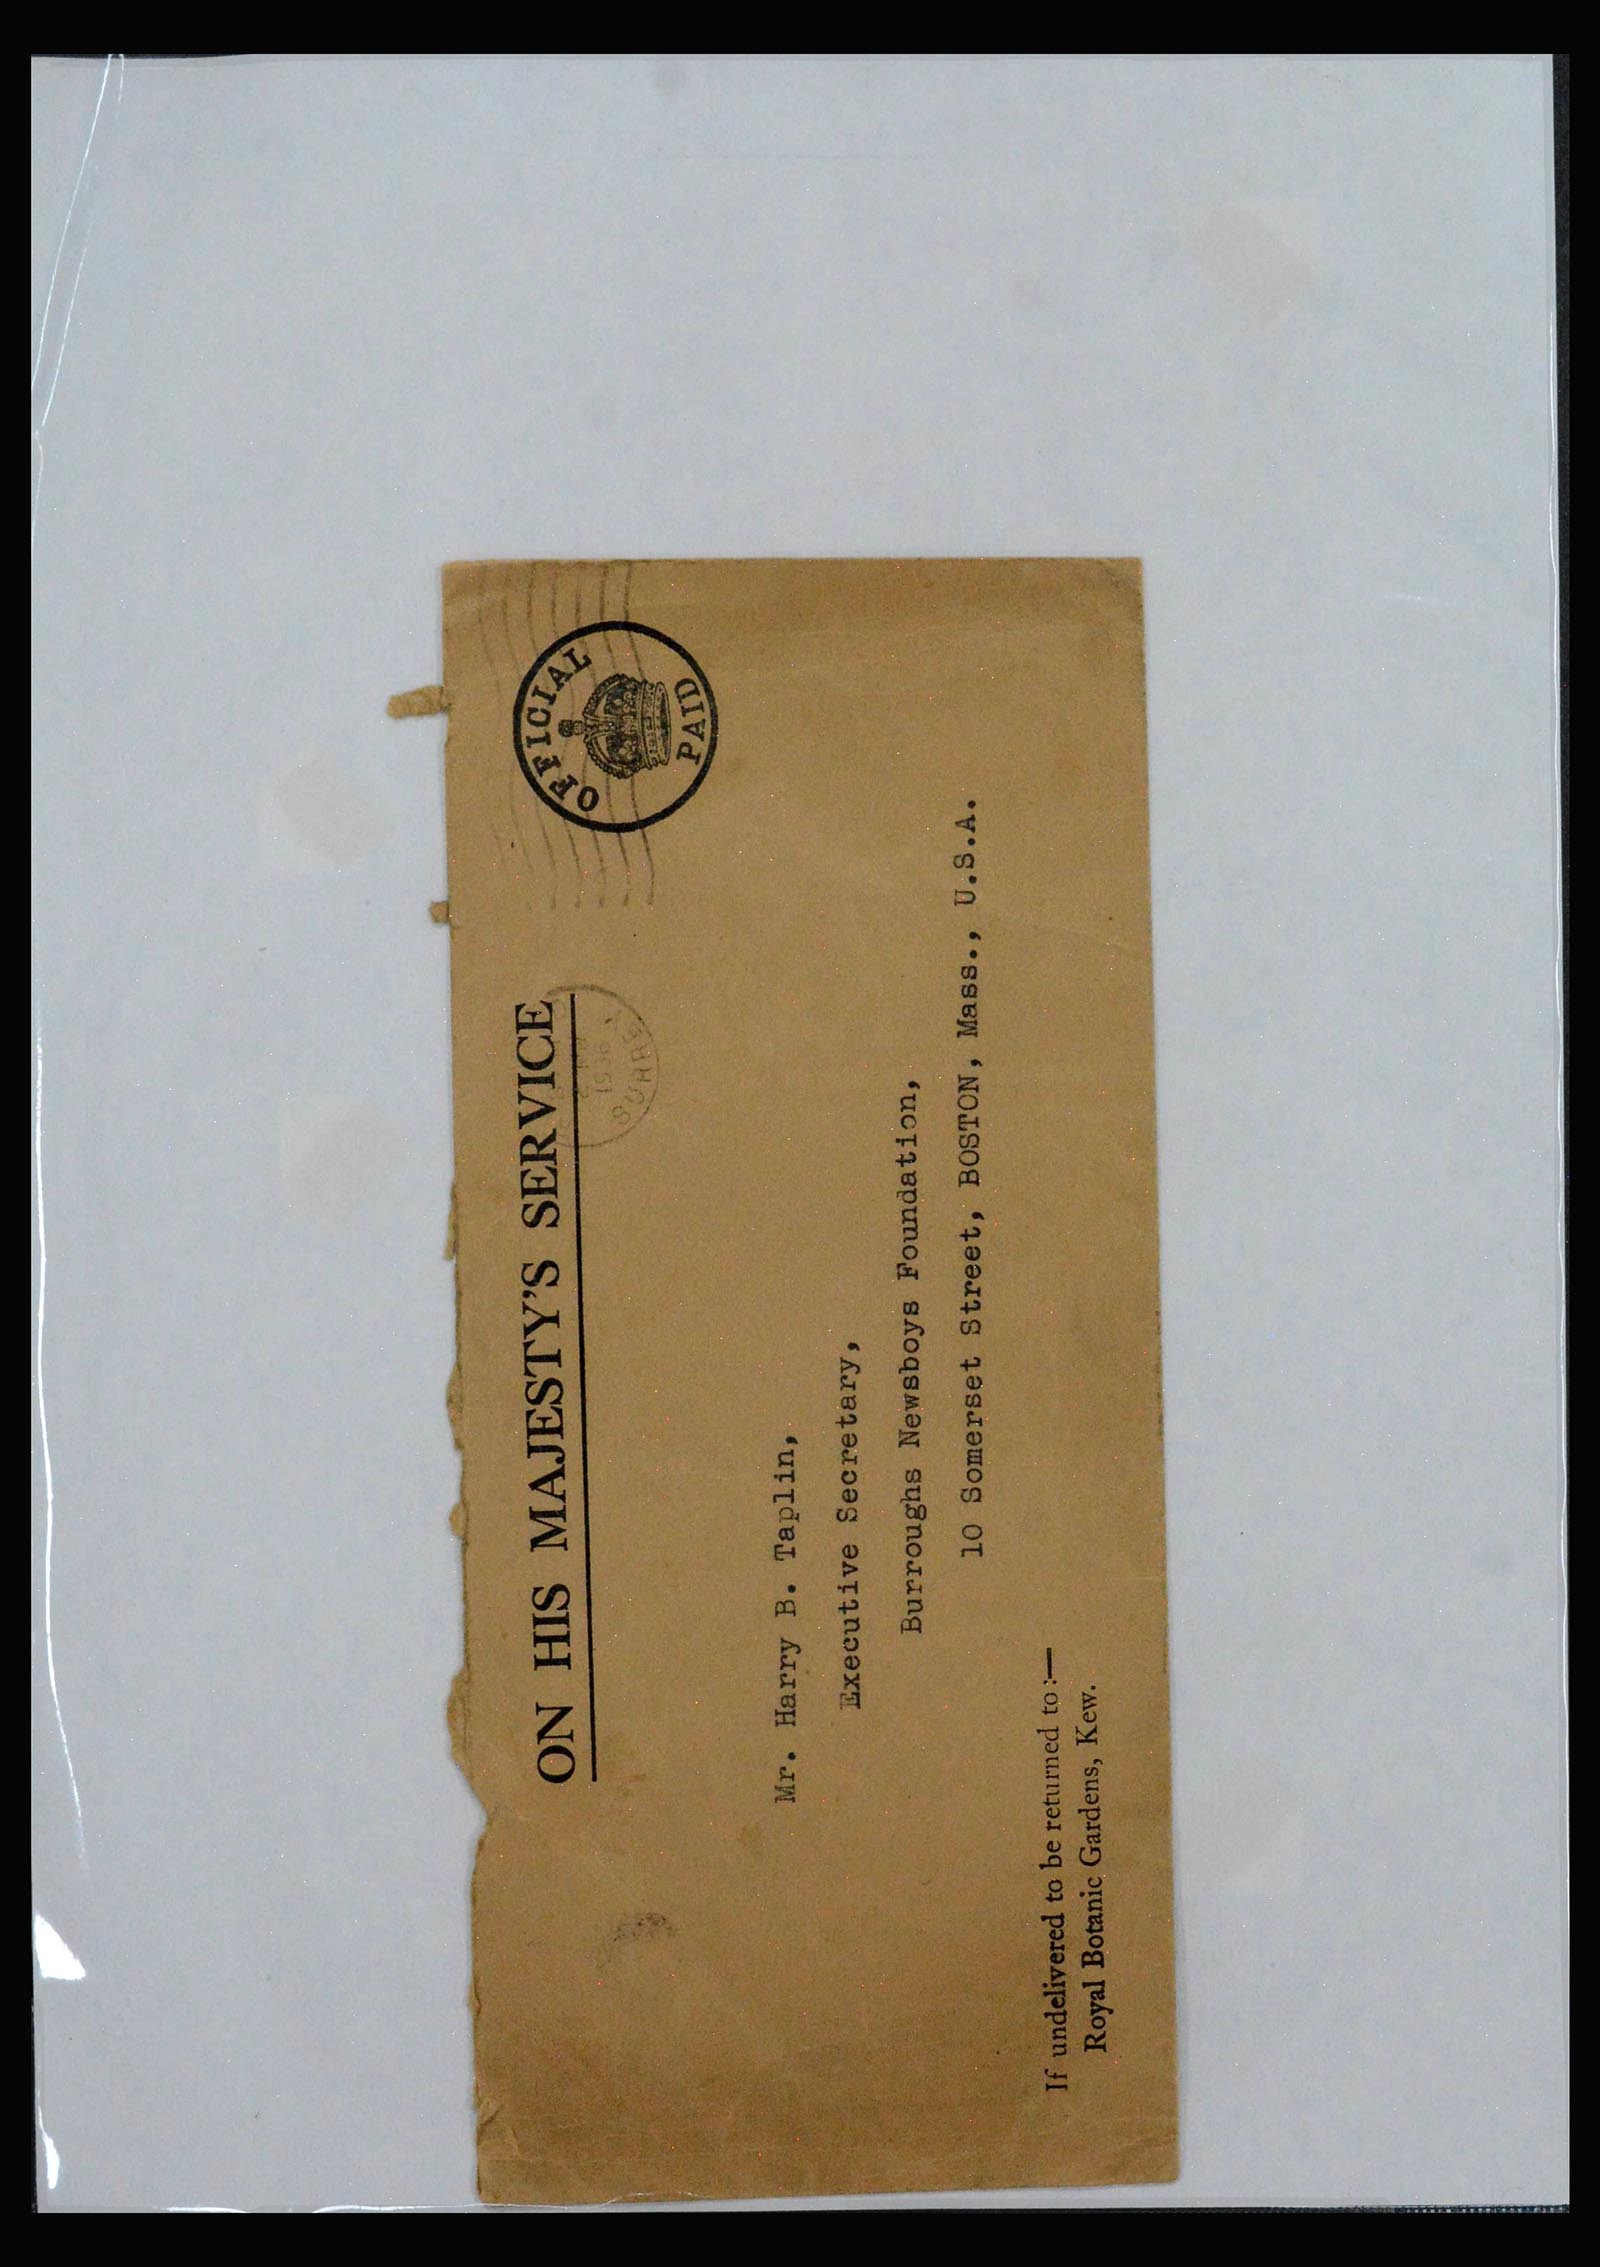 ON HIS MAJESTY'S SERVICE
OFFICIAL
PAID
SURREY
Mr. Harry B. Taplin,
Executive Secretary,
Burroughs Newsboys Foundation,
10 Somerset Street, BOSTON, Mass., U.S.A.
If undelivered to be returned to:—
Royal Botanic Gardens, Kew.